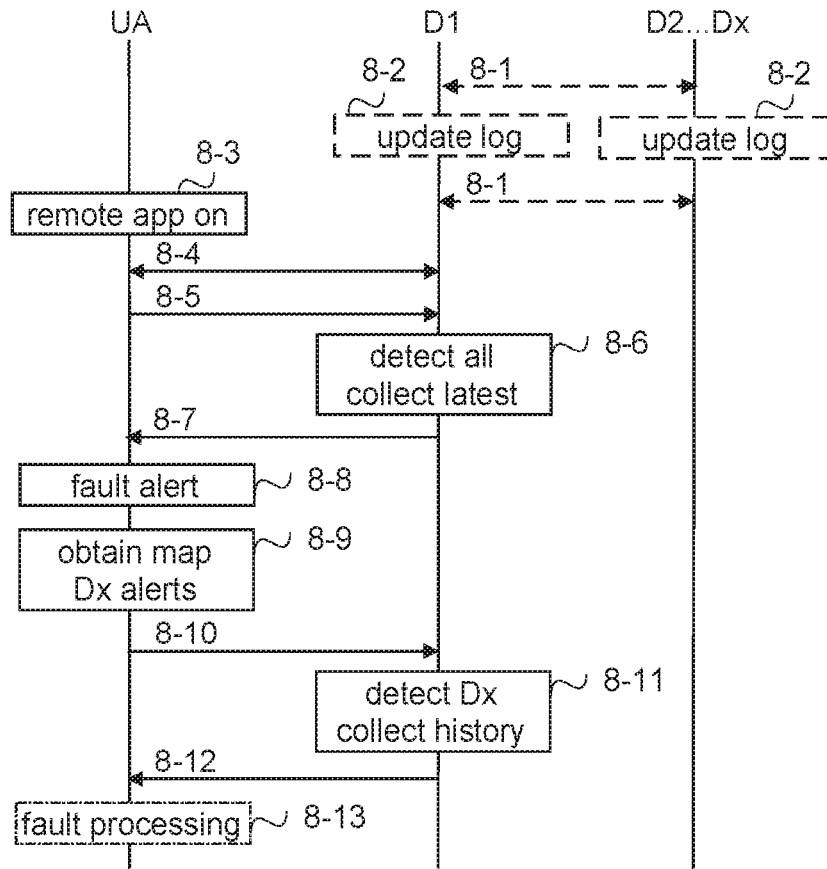 UA D1 D2...Dx
8-2 8-1 8-2
update log update log
8-3 8-1
remote app on
8-4
8-5
detect all 8-6
collect latest
8-7
fault alert 8-8
obtain map 8-9
Dx alerts
8-10
detect Dx 8-11
collect history
8-12
fault processing 8-13